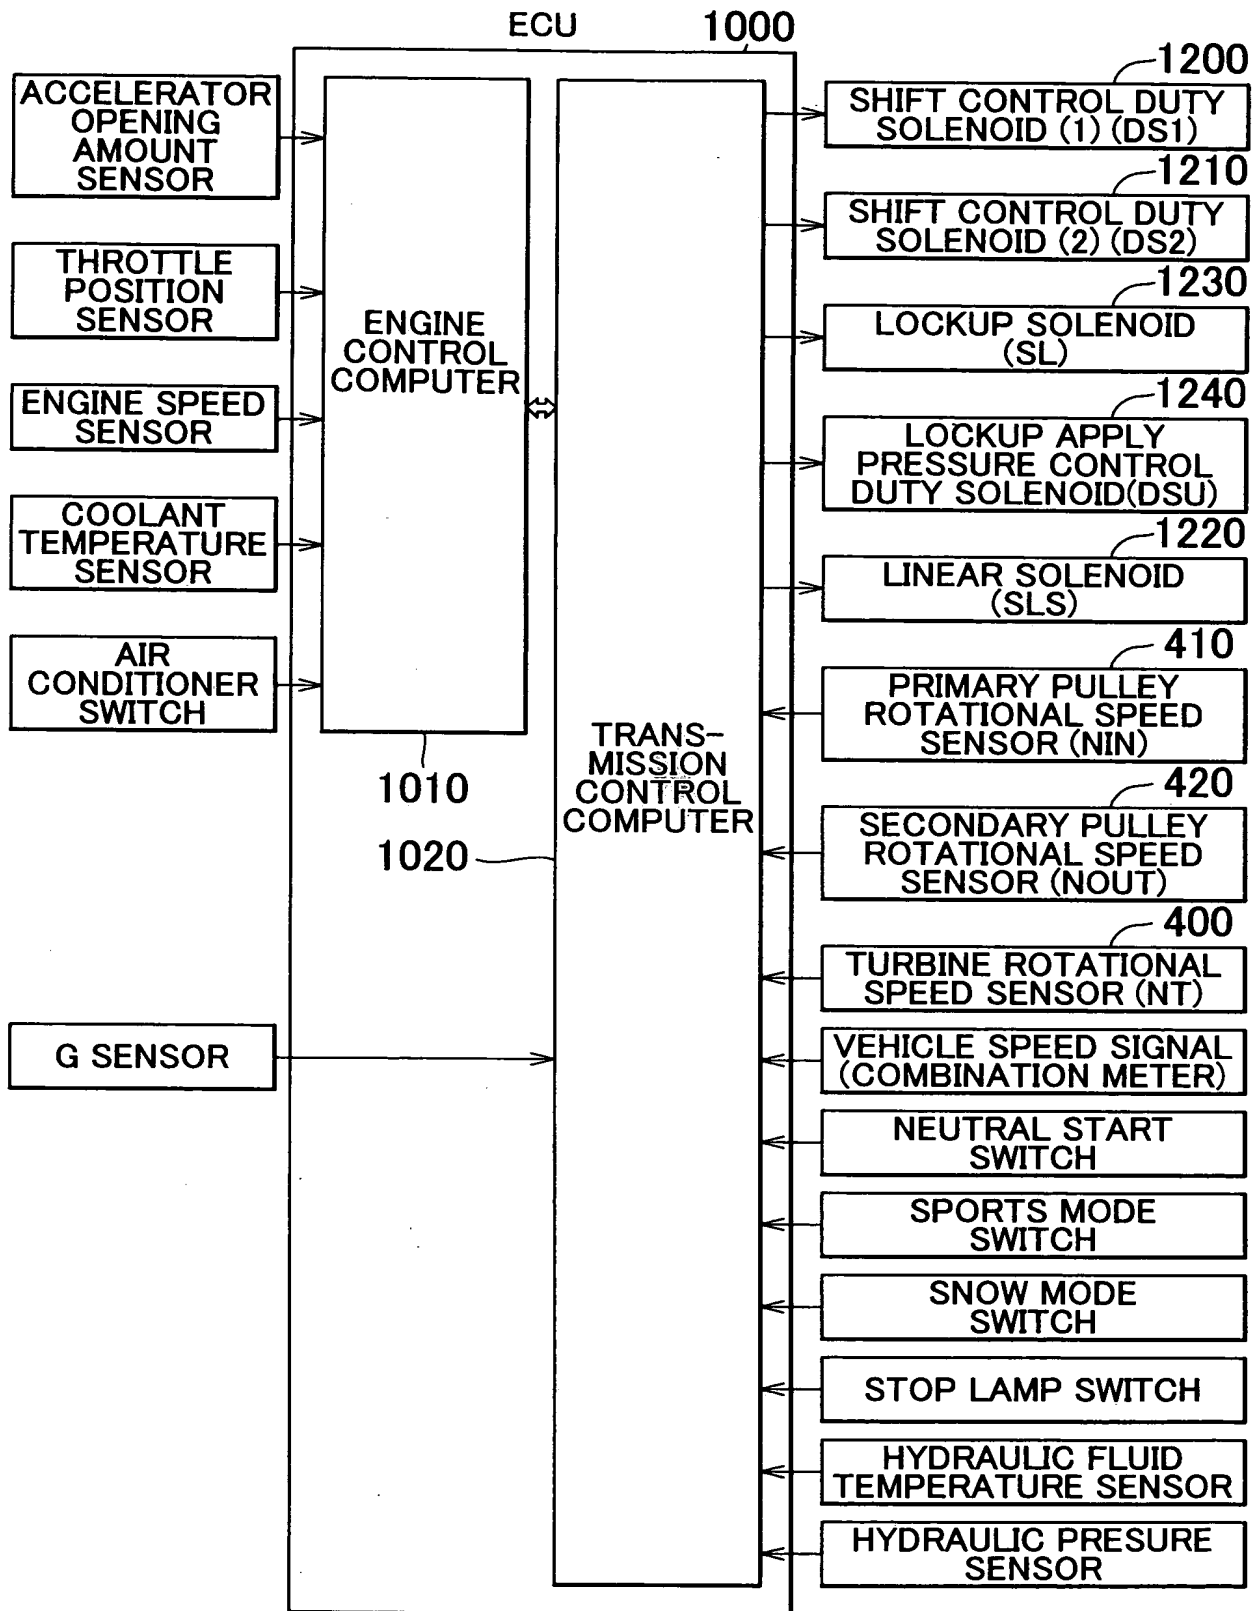 ECU
1000
ACCELERATOR
OPENING
AMOUNT
SENSOR
THROTTLE
POSITION
SENSOR
ENGINE SPEED
SENSOR
COOLANT
TEMPERATURE
SENSOR
AIR
CONDITIONER
SWITCH
G SENSOR
ENGINE
CONTROL
COMPUTER
1010
TRANS-
MISSION
CONTROL
COMPUTER
1020
1200
SHIFT CONTROL DUTY
SOLENOID (1) (DS1)
1210
SHIFT CONTROL DUTY
SOLENOID (2) (DS2)
1230
LOCKUP SOLENOID
(SL)
1240
LOCKUP APPLY
PRESSURE CONTROL
DUTY SOLENOID(DSU)
1220
LINEAR SOLENOID
(SLS)
410
PRIMARY PULLEY
ROTATIONAL SPEED
SENSOR (NIN)
420
SECONDARY PULLEY
ROTATIONAL SPEED
SENSOR (NOUT)
400
TURBINE ROTATIONAL
SPEED SENSOR (NT)
VEHICLE SPEED SIGNAL
(COMBINATION METER)
NEUTRAL START
SWITCH
SPORTS MODE
SWITCH
SNOW MODE
SWITCH
STOP LAMP SWITCH
HYDRAULIC FLUID
TEMPERATURE SENSOR
HYDRAULIC PRESURE
SENSOR